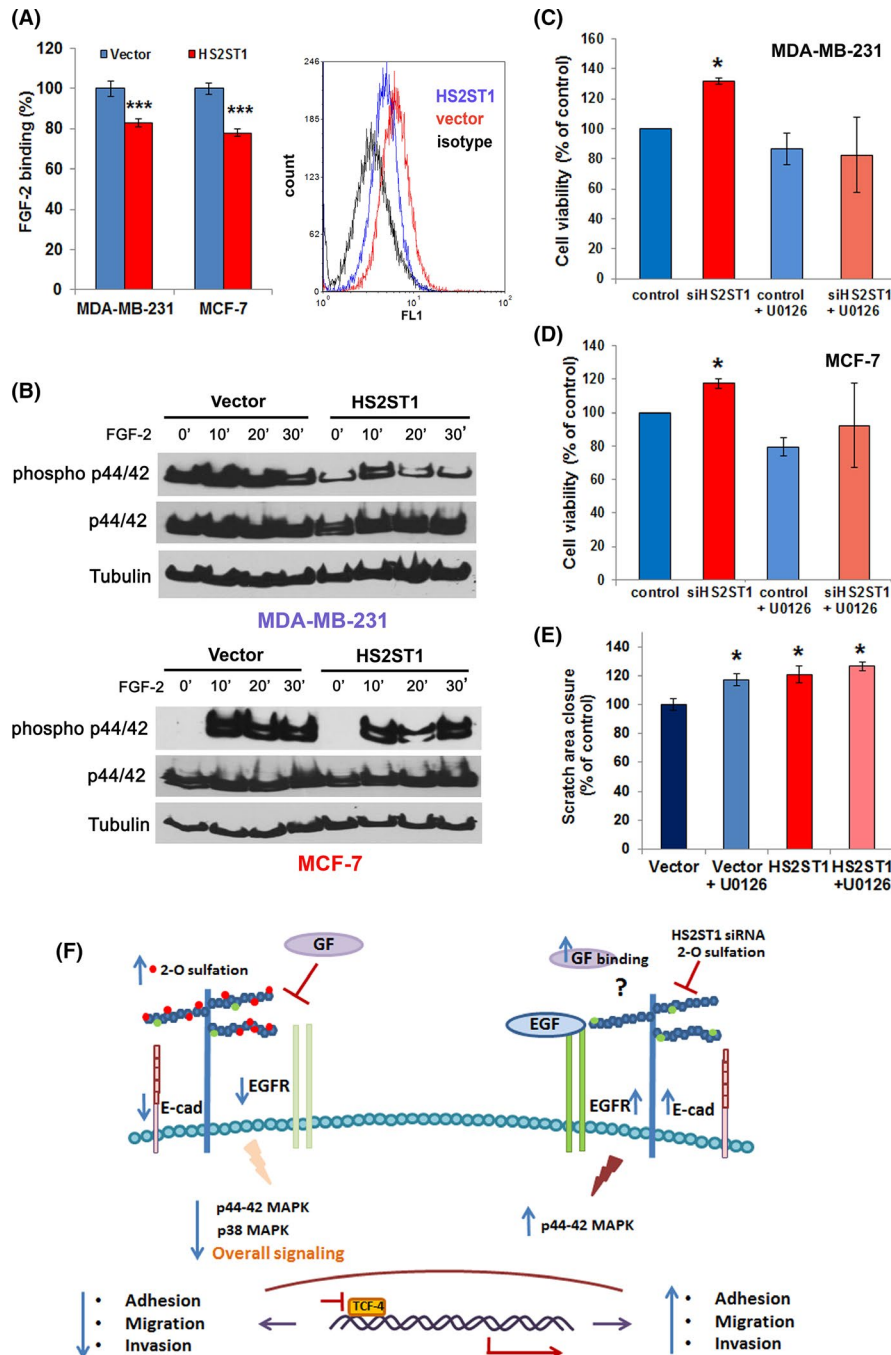 (A)
Vector HS2ST1
FGF-2 binding (%)
120
100
80
60
40
20
0
***
***
MDA-MB-231 MCF-7
246
185
123
62
0
count
HS2ST1
vector
isotype
10^0 10^1 10^2
FL1
(B)
Vector HS2ST1
FGF-2 0' 10' 20' 30' 0' 10' 20' 30'
phospho p44/42
p44/42
Tubulin
MDA-MB-231
Vector HS2ST1
FGF-2 0' 10' 20' 30' 0' 10' 20' 30'
phospho p44/42
p44/42
Tubulin
MCF-7
(C)
MDA-MB-231
Cell viability (% of control)
160
140
120
100
80
60
40
20
0
*
control siHS2ST1 control siHS2ST1
+ U0126 + U0126
(D)
MCF-7
Cell viability (% of control)
140
120
100
80
60
40
20
0
*
control siHS2ST1 control siHS2ST1
+ U0126 + U0126
(E)
Scratch area closure
(% of control)
140
120
100
80
60
40
20
0
* * *
Vector Vector HS2ST1 HS2ST1
+ U0126 +U0126
(F)
2-O sulfation
GF
E-cad
EGFR
p44-42 MAPK
p38 MAPK
Overall signaling
• Adhesion
• Migration
• Invasion
TCF-4
GF binding
?
HS2ST1 siRNA
2-O sulfation
EGF
EGFR
E-cad
p44-42 MAPK
• Adhesion
• Migration
• Invasion